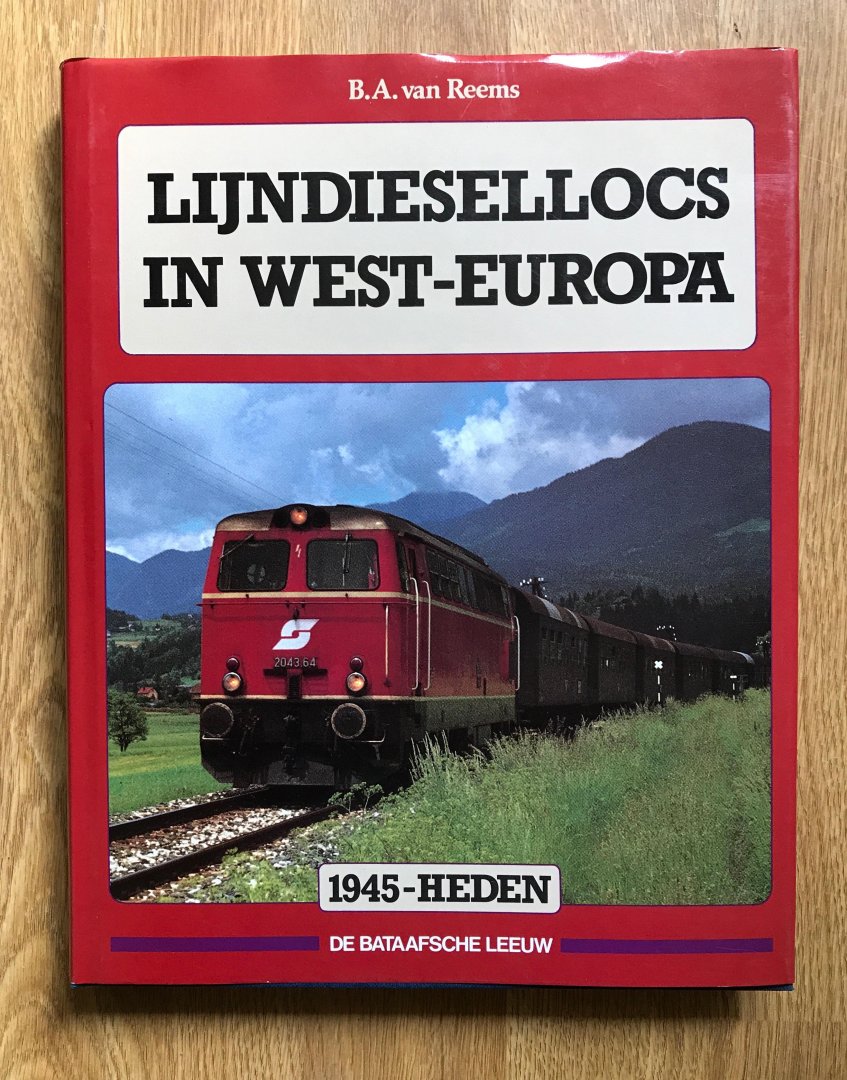 B.A. van Reems
LIJNDIESELLOCS
IN WEST-EUROPA
2043.64
1945-HEDEN
DE BATAAFSCHE LEEUW